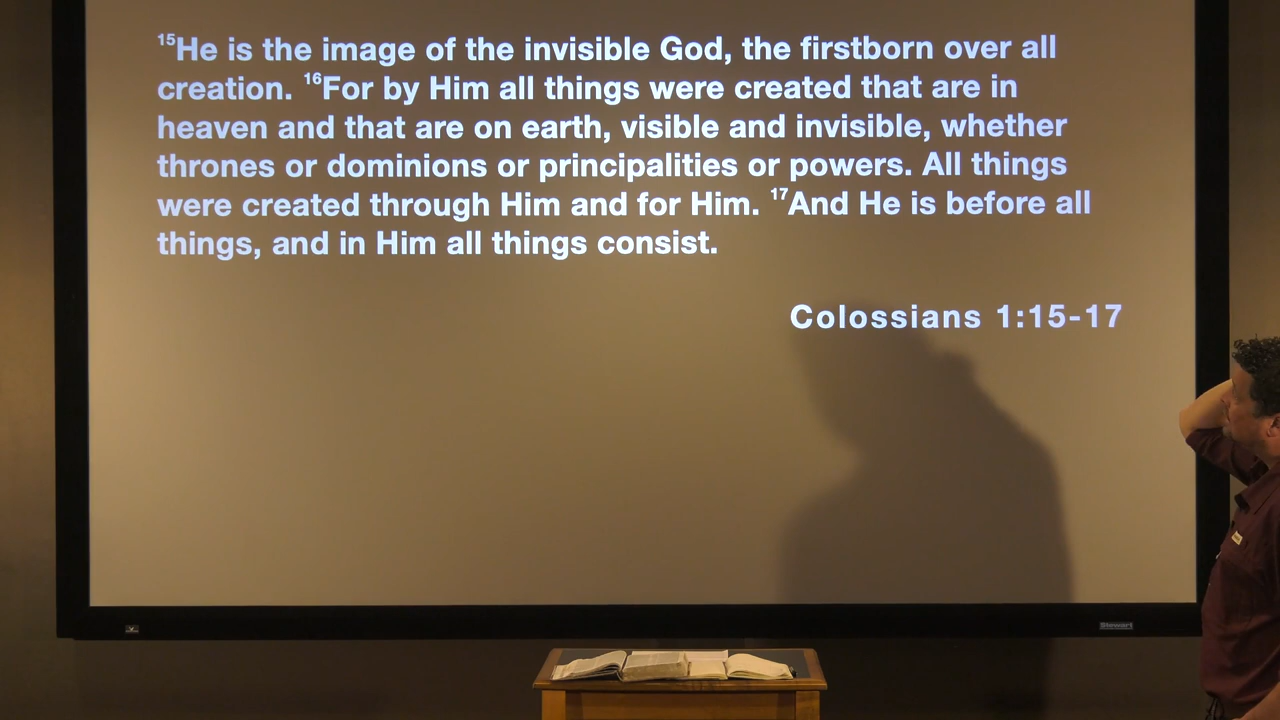 15He is the image of the invisible God, the firstborn over all
creation. 16For by Him all things were created that are in
heaven and that are on earth, visible and invisible, whether
thrones or dominions or principalities or powers. All things
were created through Him and for Him. 17And He is before all
things, and in Him all things consist.
Colossians 1:15-17
Stewart